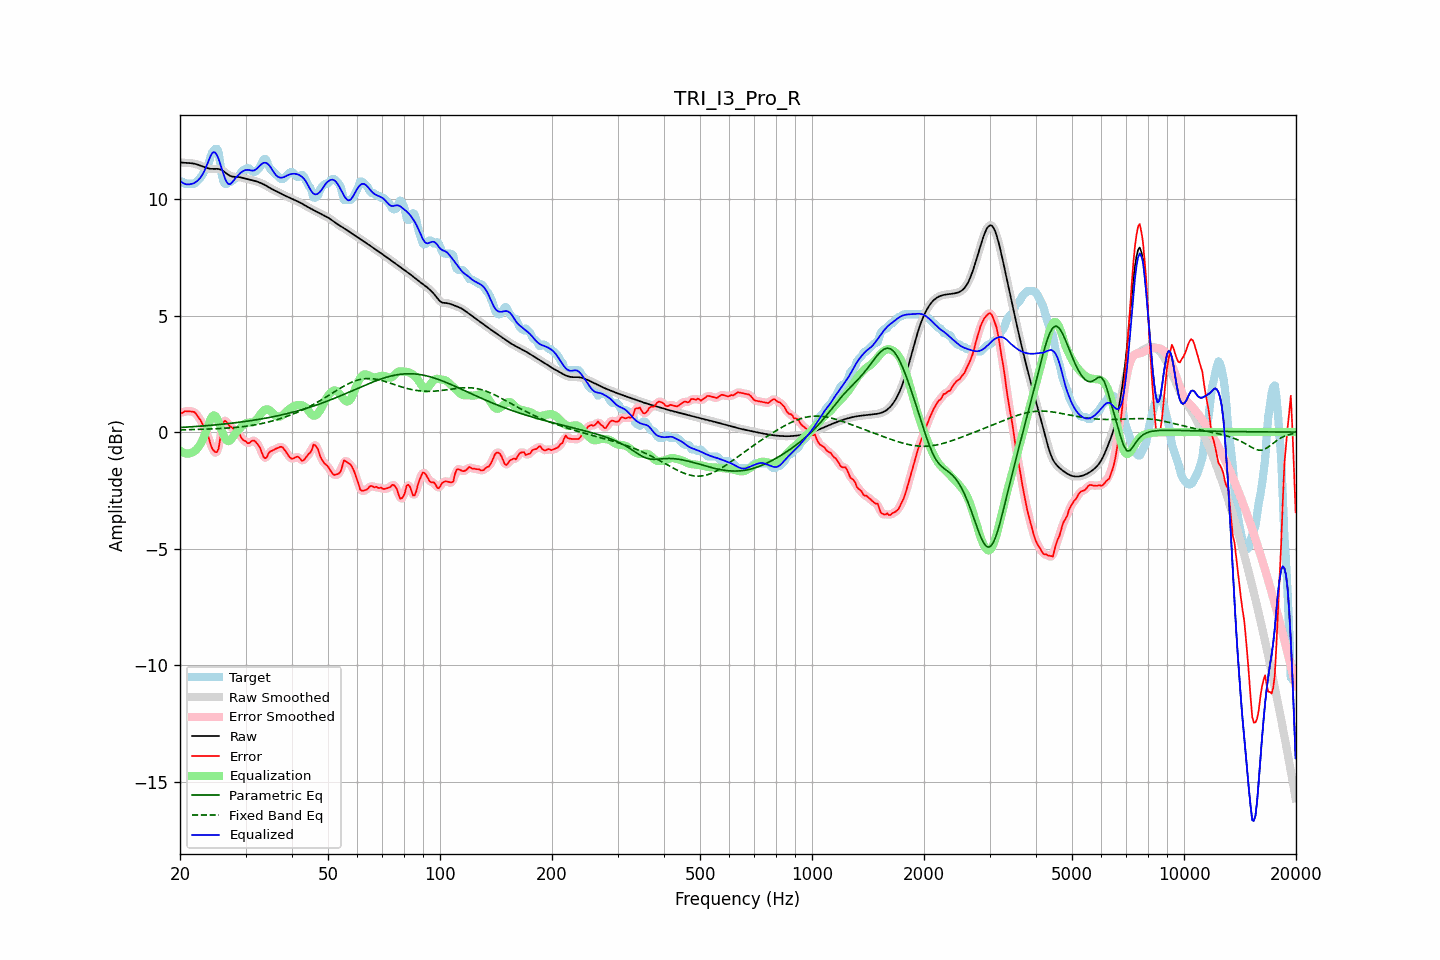 TRI_I3_Pro_R
Amplitude (dBr)
10
5
0
−5
−10
−15
Target
Raw Smoothed
Error Smoothed
Raw
Error
Equalization
Parametric Eq
Fixed Band Eq
Equalized
20 50 100 200 500 1000 2000 5000 10000 20000
Frequency (Hz)